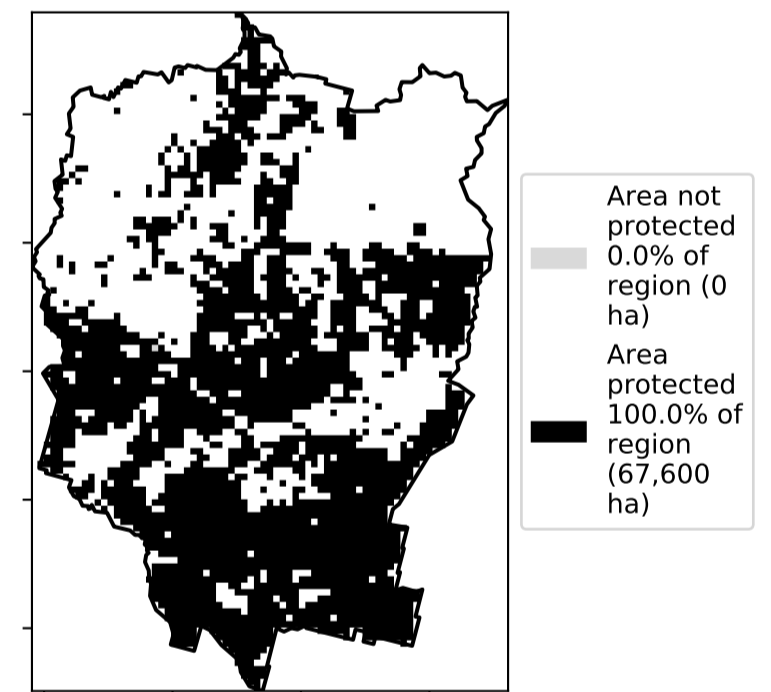 Area not
protected
0.0% of
region (0
ha)
Area
protected
100.0% of
region
(67,600
ha)